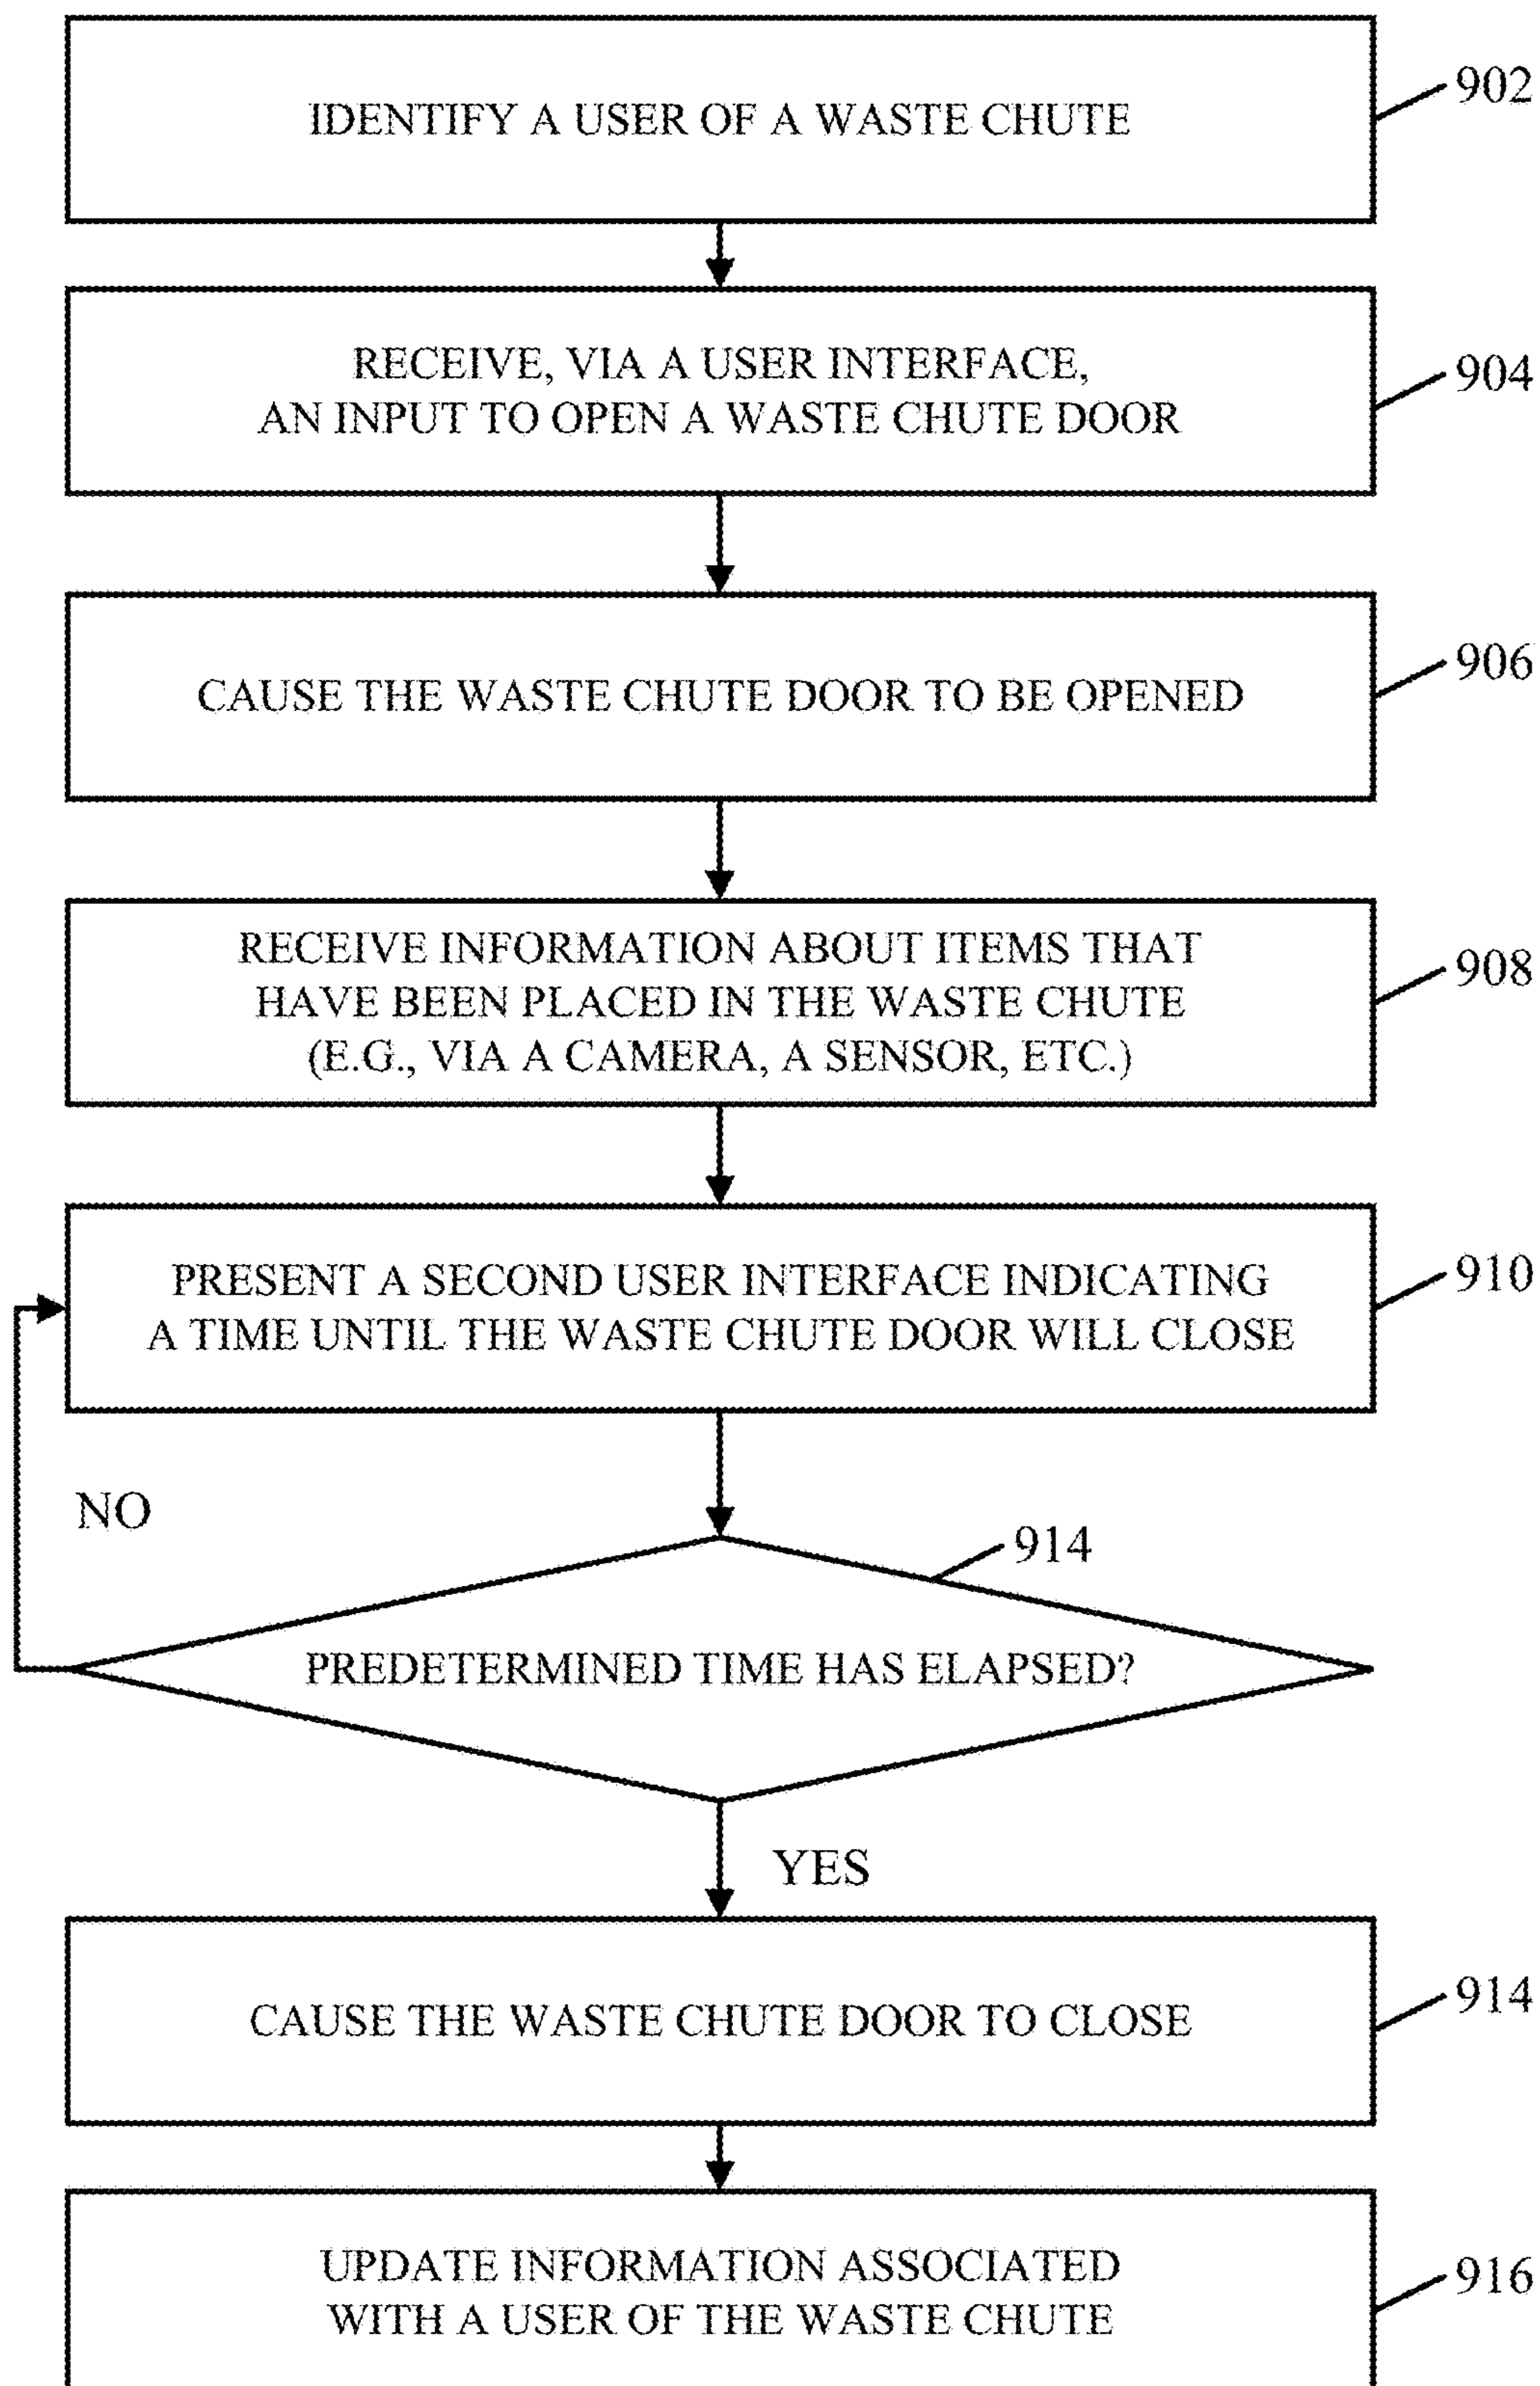 IDENTIFY A USER OF A WASTE CHUTE
902
RECEIVE, VIA A USER INTERFACE,
AN INPUT TO OPEN A WASTE CHUTE DOOR
904
CAUSE THE WASTE CHUTE DOOR TO BE OPENED
906
RECEIVE INFORMATION ABOUT ITEMS THAT
HAVE BEEN PLACED IN THE WASTE CHUTE
(E.G., VIA A CAMERA, A SENSOR, ETC.)
908
PRESENT A SECOND USER INTERFACE INDICATING
A TIME UNTIL THE WASTE CHUTE DOOR WILL CLOSE
910
NO
914
PREDETERMINED TIME HAS ELAPSED?
YES
CAUSE THE WASTE CHUTE DOOR TO CLOSE
914
UPDATE INFORMATION ASSOCIATED
WITH A USER OF THE WASTE CHUTE
916